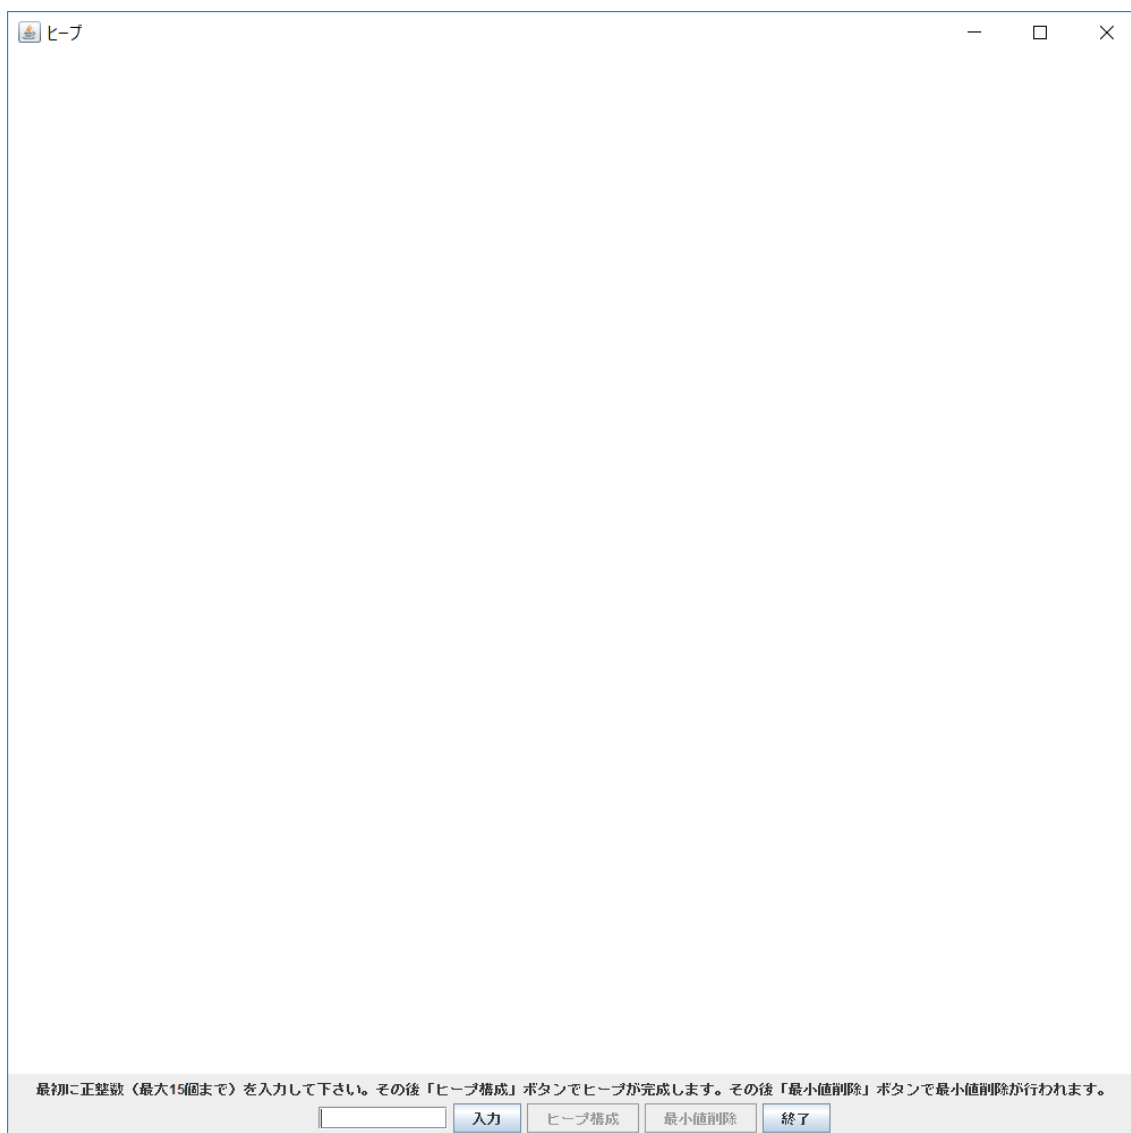 ヒープ
最初に正整数（最大15個まで）を入力して下さい。その後「ヒープ構成」ボタンでヒープが完成します。その後「最小値削除」ボタンで最小値削除が行われます。
入力 ヒープ構成 最小値削除 終了